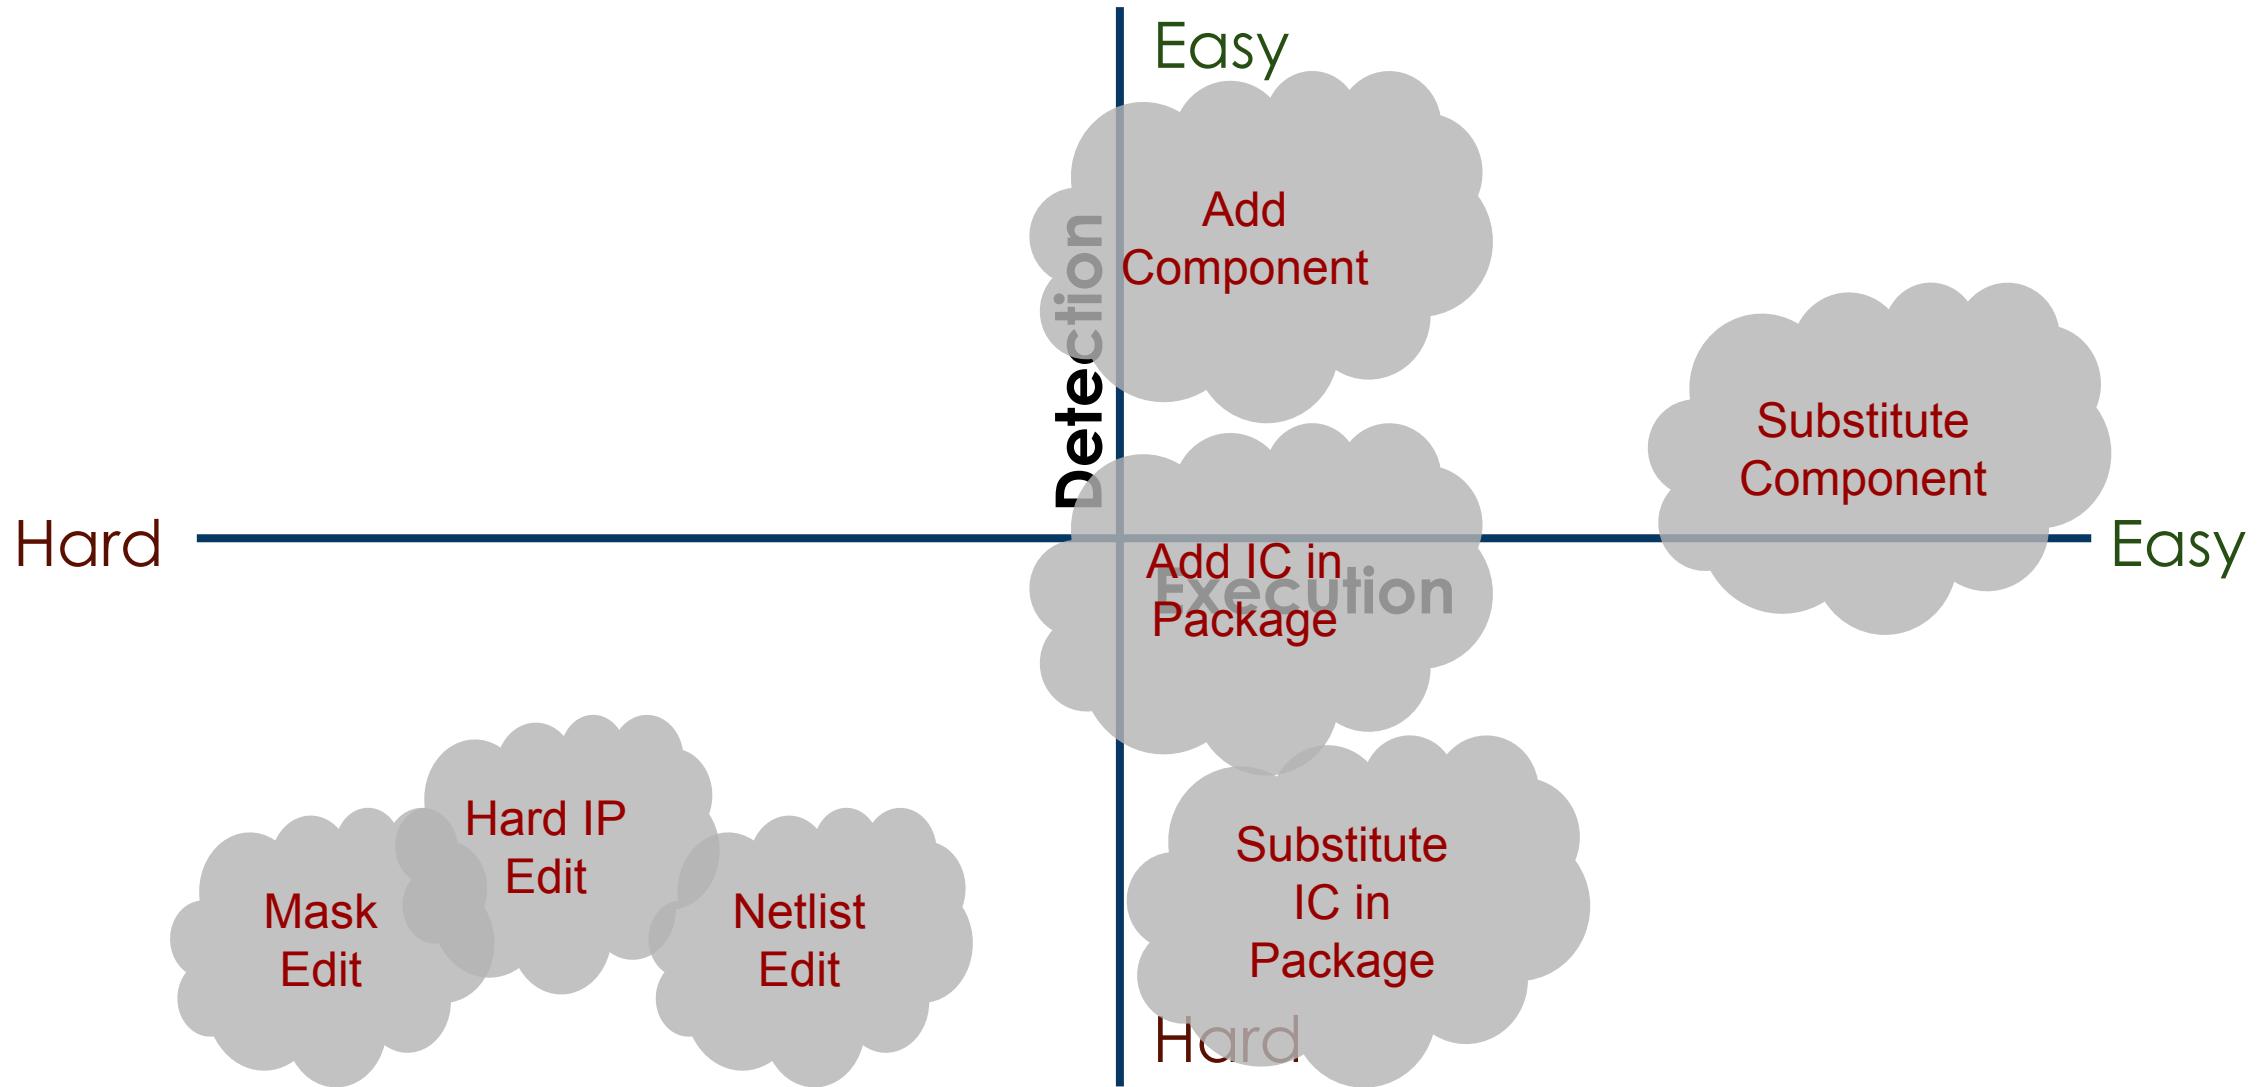 Easy
Add
Component
Detection
Substitute
Component
Hard
Easy
Add IC in
Package
Execution
Hard IP
Edit
Mask
Edit
Netlist
Edit
Substitute
IC in
Package
Hard